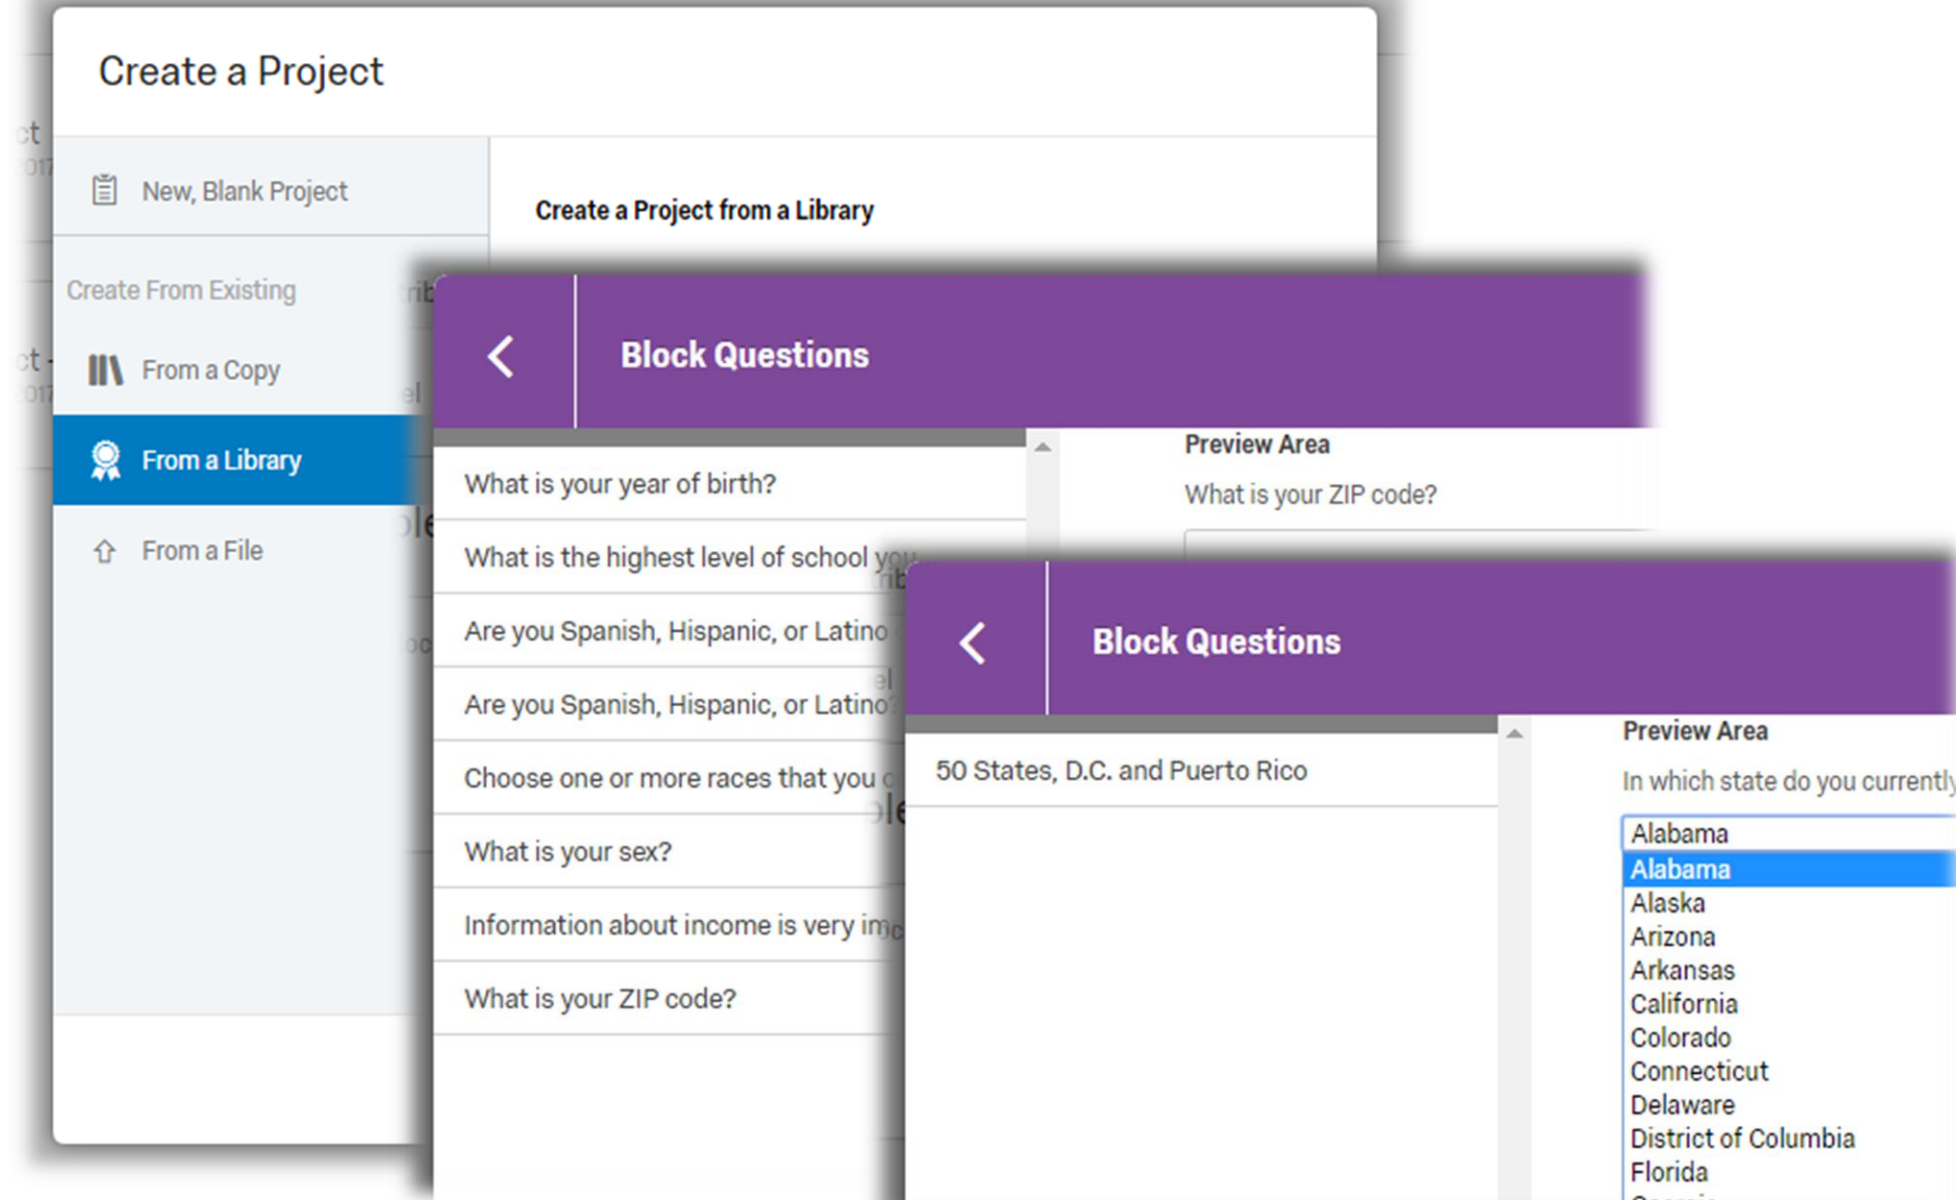 Create a Project
New, Blank Project
Create From Existing
From a Copy
From a Library
From a File
Create a Project from a Library
Block Questions
What is your year of birth?
What is the highest level of school you
Are you Spanish, Hispanic, or Latino
Are you Spanish, Hispanic, or Latino?
Choose one or more races that you
What is your sex?
Information about income is very
What is your ZIP code?
Preview Area
What is your ZIP code?
Block Questions
50 States, D.C. and Puerto Rico
Preview Area
In which state do you currently
Alabama
Alabama
Alaska
Arizona
Arkansas
California
Colorado
Connecticut
Delaware
District of Columbia
Florida